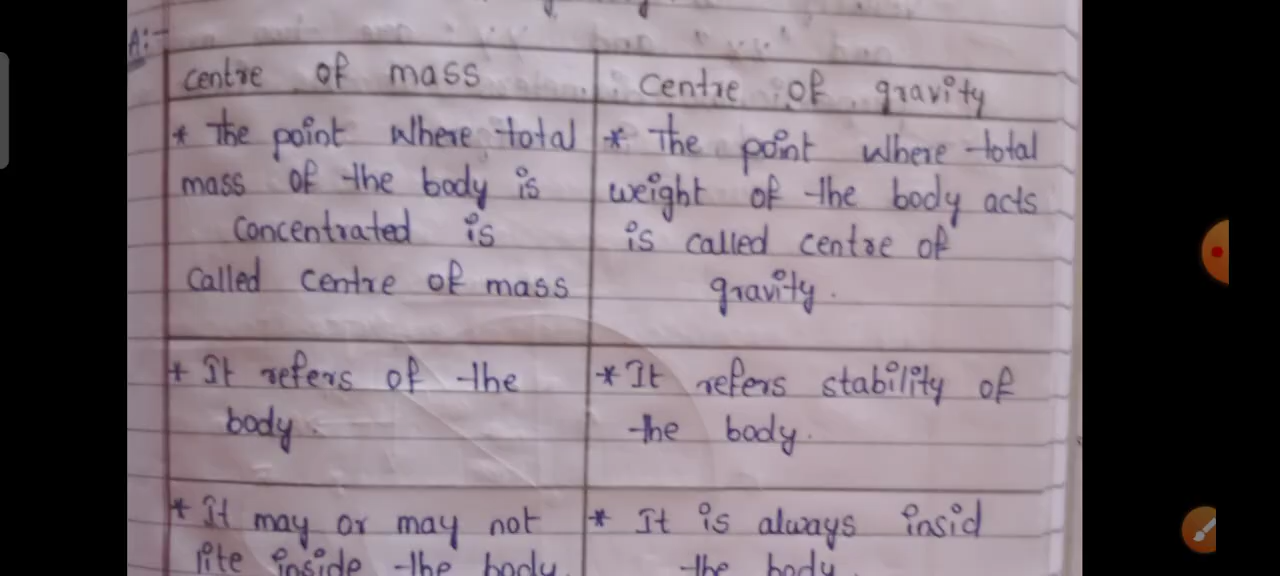 A:-
centre of mass
Centre of gravity
* The point where total
mass of the body is
concentrated is
called centre of mass
* The point where total
weight of the body acts
is called centre of
gravity.
* It refers of the
body.
* It refers stability of
the body.
* It may or may not
lite inside the body.
* It is always insid
the body.